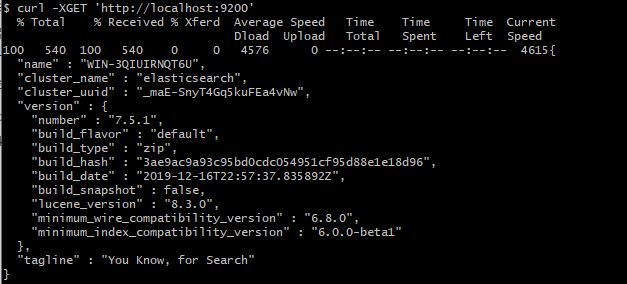 $ curl -XGET 'http://localhost:9200'
% Total % Received % Xferd Average Speed Time Time Time Current
Dload Upload Total Spent Left Speed
100 540 100 540 0 0 4576 0 --:--:-- --:--:-- --:--:-- 4615{
"name" : "WIN-3QIUIRNQT6U",
"cluster_name" : "elasticsearch",
"cluster_uuid" : "_maE-SnyT4Gq5kuFEa4vNw",
"version" : {
"number" : "7.5.1",
"build_flavor" : "default",
"build_type" : "zip",
"build_hash" : "3ae9ac9a93c95bd0cdc054951cf95d88e1e18d96",
"build_date" : "2019-12-16T22:57:37.835892Z",
"build_snapshot" : false,
"lucene_version" : "8.3.0",
"minimum_wire_compatibility_version" : "6.8.0",
"minimum_index_compatibility_version" : "6.0.0-beta1"
},
"tagline" : "You Know, for Search"
}